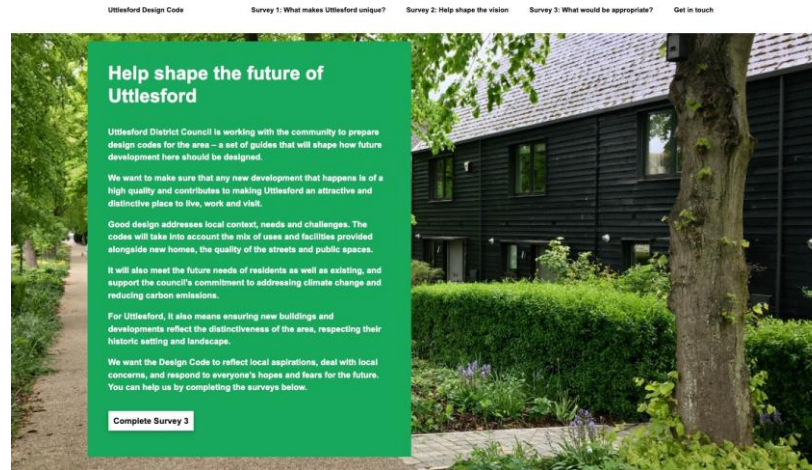 Uttlesford Design Code Survey 1: What makes Uttlesford unique? Survey 2: Help shape the vision Survey 3: What would be appropriate? Get in touch
Help shape the future of
Uttlesford
Uttlesford District Council is working with the community to prepare
design codes for the area – a set of guides that will shape how future
development here should be designed.
We want to make sure that any new development that happens is of a
high quality and contributes to making Uttlesford an attractive and
distinctive place to live, work and visit.
Good design addresses local context, needs and challenges. The
codes will take into account the mix of uses and facilities provided
alongside new homes, the quality of the streets and public spaces.
It will also meet the future needs of residents as well as existing, and
support the council's commitment to addressing climate change and
reducing carbon emissions.
For Uttlesford, it also means ensuring new buildings and
developments reflect the distinctiveness of the area, respecting their
historic setting and landscape.
We want the Design Code to reflect local aspirations, deal with local
concerns, and respond to everyone's hopes and fears for the future.
You can help us by completing the surveys below.
Complete Survey 3